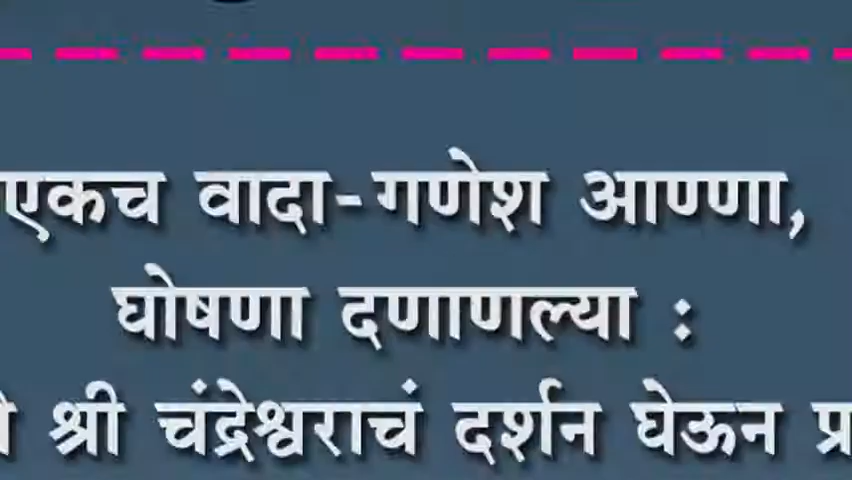 एकच वादा-गणेश आण्णा,
घोषणा दणाणल्या :
श्री चंद्रेश्वराचं दर्शन घेऊन